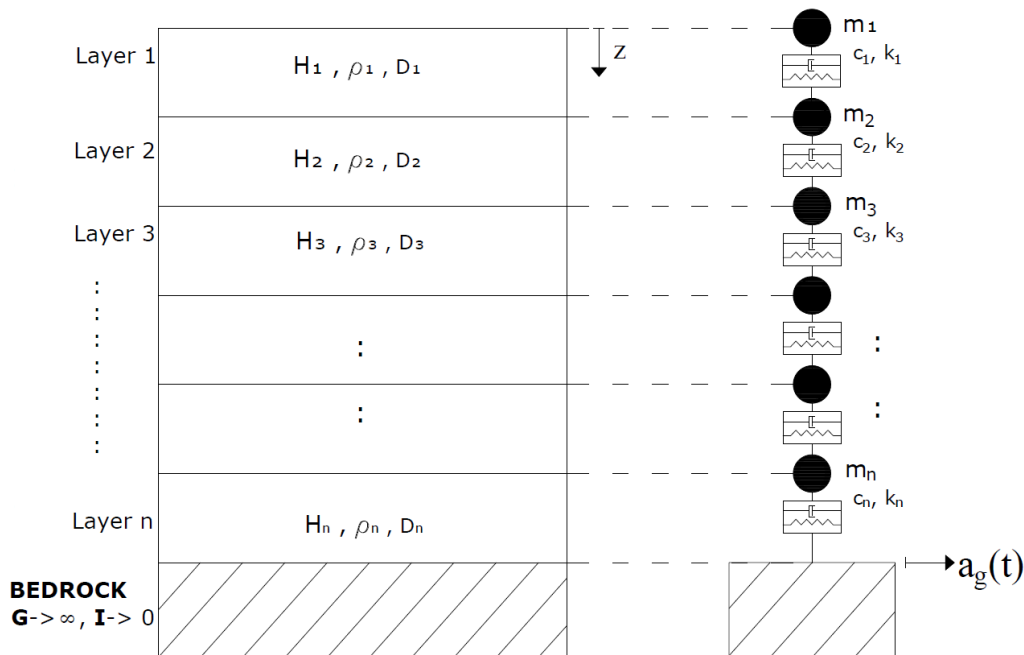 Layer 1
H₁ , ρ₁ , D₁
z
m₁
c₁, k₁
Layer 2
H₂ , ρ₂ , D₂
m₂
c₂, k₂
Layer 3
H₃ , ρ₃ , D₃
m₃
c₃, k₃
:
:
:
:
:
:
:
:
:
:
mₙ
cₙ, kₙ
Layer n
Hₙ , ρₙ , Dₙ
BEDROCK
G->∞, I-> 0
a_g(t)